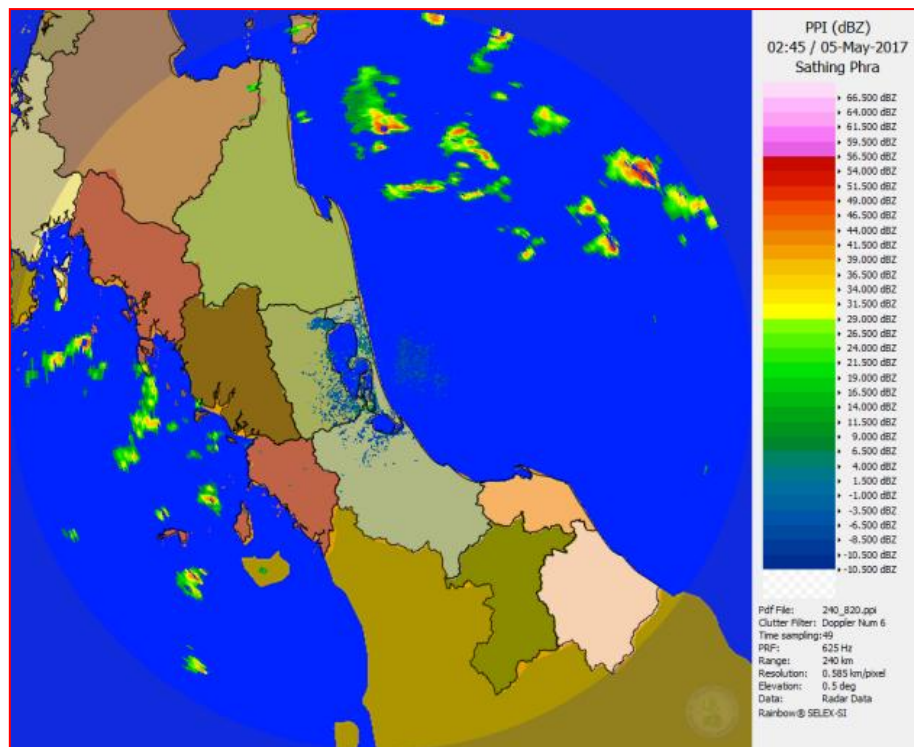 PPI (dBZ)
02:45 / 05-May-2017
Sathing Phra
66.500 dBZ
64.000 dBZ
61.500 dBZ
59.500 dBZ
56.500 dBZ
54.000 dBZ
51.500 dBZ
49.000 dBZ
46.500 dBZ
44.000 dBZ
41.500 dBZ
39.000 dBZ
36.500 dBZ
34.000 dBZ
31.500 dBZ
29.000 dBZ
26.500 dBZ
24.000 dBZ
21.500 dBZ
19.000 dBZ
16.500 dBZ
14.000 dBZ
11.500 dBZ
9.000 dBZ
6.500 dBZ
4.000 dBZ
1.500 dBZ
-1.000 dBZ
-3.500 dBZ
-6.500 dBZ
-8.500 dBZ
-10.500 dBZ
-10.500 dBZ
Pdf File: 240_820.ppi
Clutter Filter: Doppler Num 6
Time sampling:49
PRF: 625 Hz
Range: 240 km
Resolution: 0.585 km/pixel
Elevation: 0.5 deg
Data: Radar Data
Rainbow® SELEX-SI